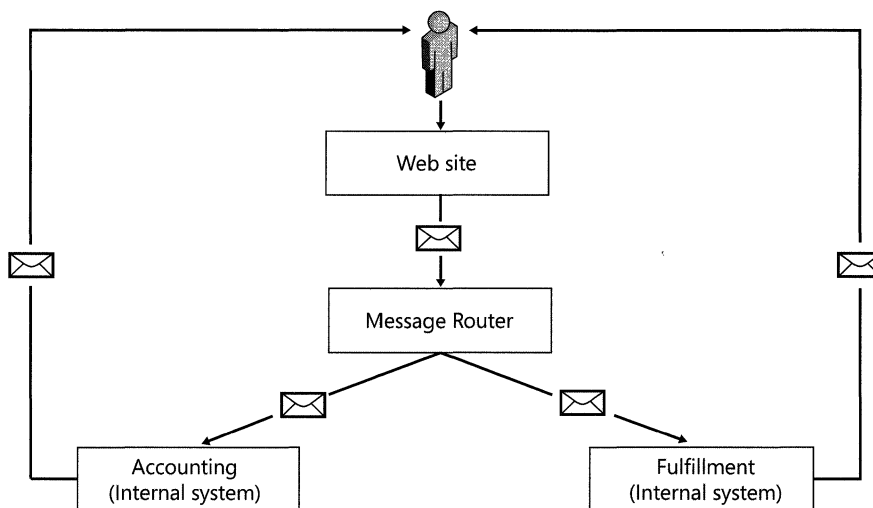 Web site
Message Router
Accounting
(Internal system)
Fulfillment
(Internal system)